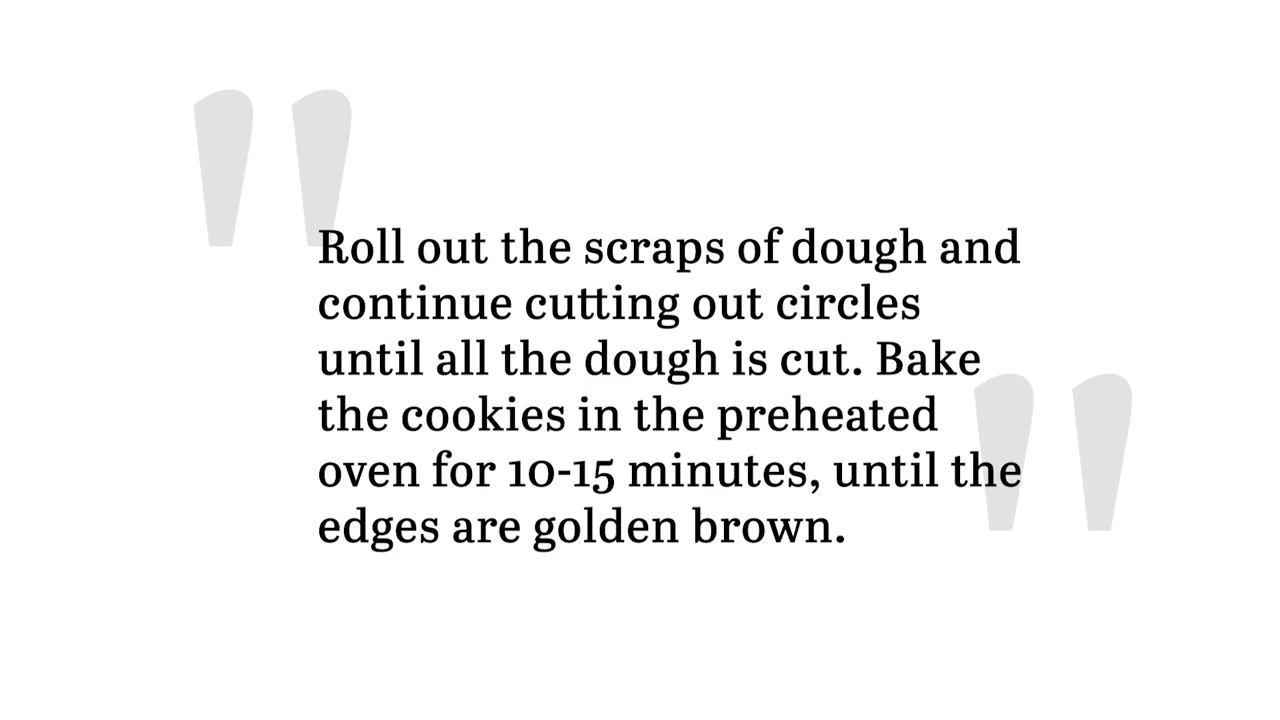 Roll out the scraps of dough and
continue cutting out circles
until all the dough is cut. Bake
the cookies in the preheated
oven for 10-15 minutes, until the
edges are golden brown.